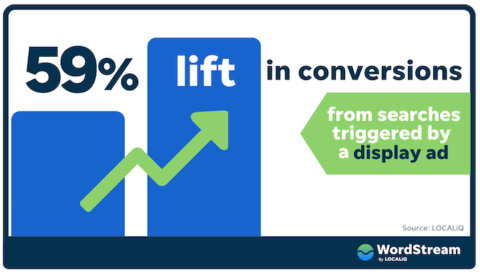 59% lift in conversions
from searches
triggered by
a display ad
Source: LOCALiQ
WordStream
By LOCALiQ